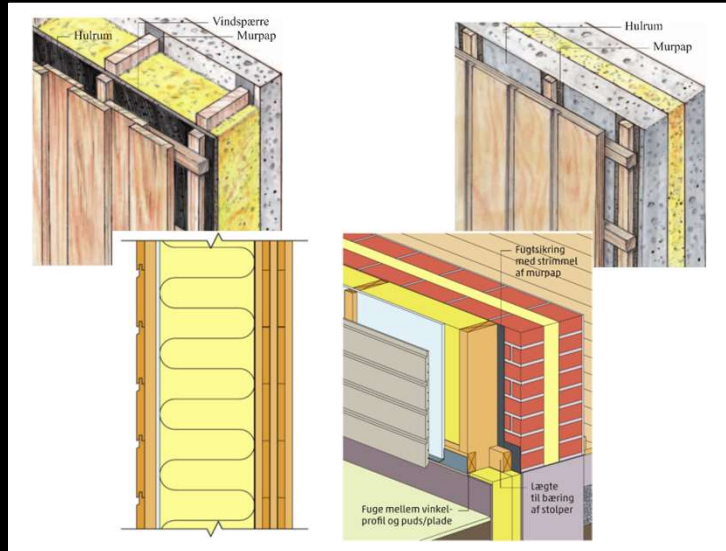 Vindspærre
Hulrum
Murpap
Hulrum
Murpap
Fugtsikring
med strimmel
af murpap
Lægte
til bæring
af stolper
Fuge mellem vinkel-
profil og puds/plade